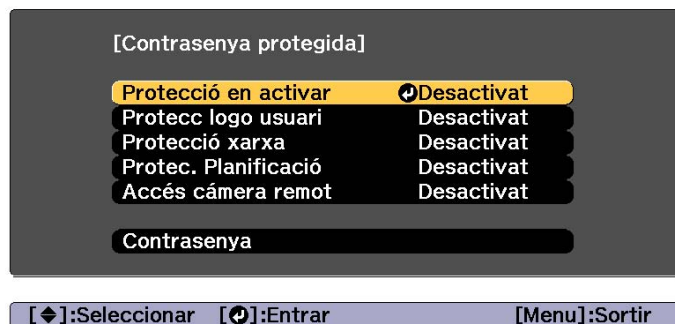 [Contrasenya protegida]
Protecció en activar Desactivat
Protecc logo usuari Desactivat
Protecció xarxa Desactivat
Protec. Planificació Desactivat
Accés cámera remot Desactivat
Contrasenya
[◆]:Seleccionar [↵]:Entrar [Menu]:Sortir